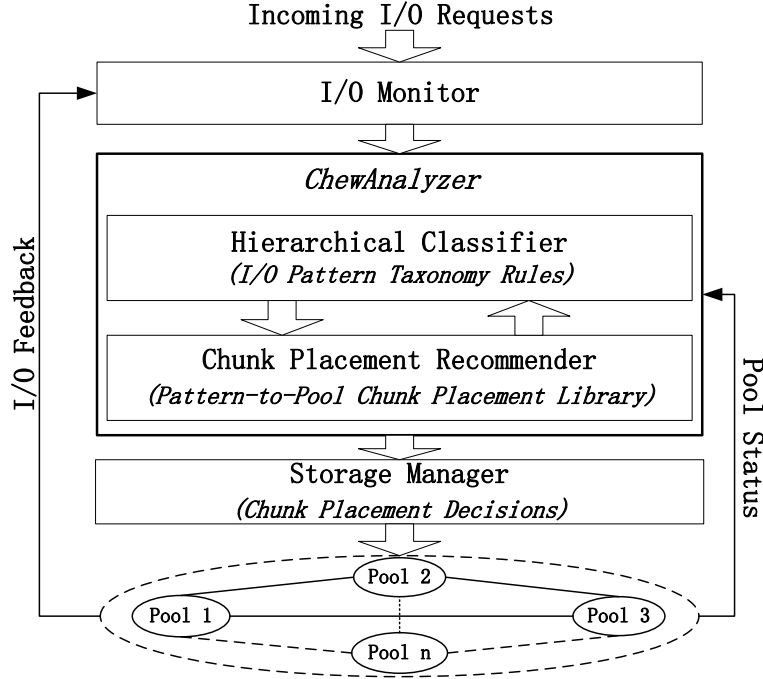 Incoming I/O Requests
I/O Monitor
ChewAnalyzer
Hierarchical Classifier
(I/O Pattern Taxonomy Rules)
Chunk Placement Recommender
(Pattern-to-Pool Chunk Placement Library)
Storage Manager
(Chunk Placement Decisions)
Pool 2
Pool 1
Pool 3
Pool n
I/O Feedback
Pool Status